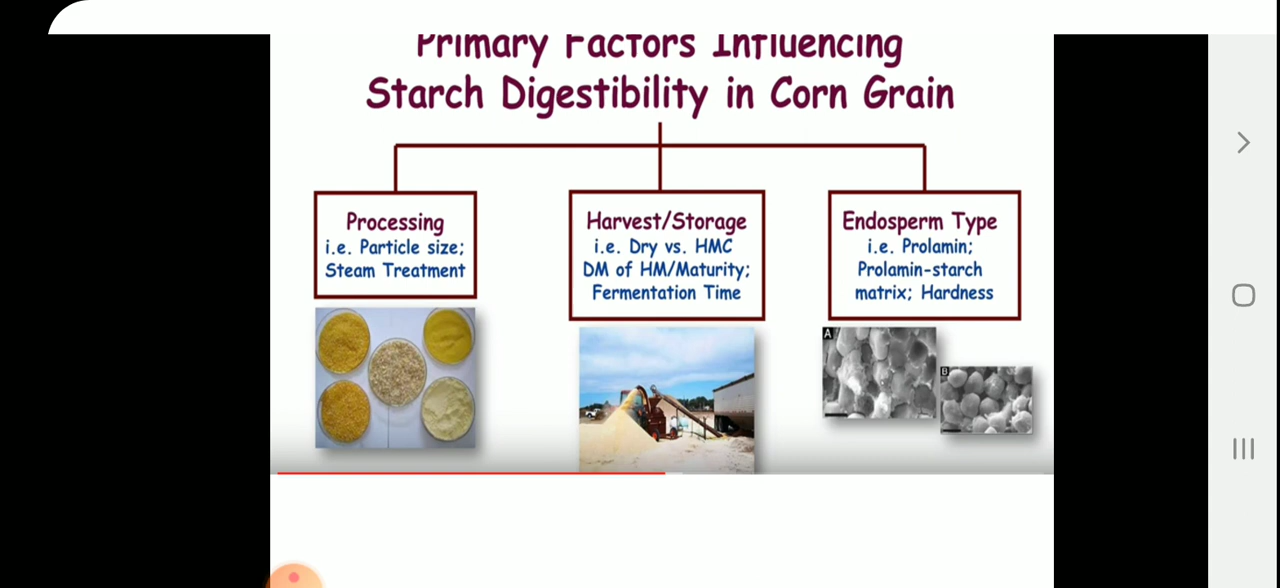 Primary Factors Influencing
Starch Digestibility in Corn Grain
Processing
i.e. Particle size;
Steam Treatment
Harvest/Storage
i.e. Dry vs. HMC
DM of HM/Maturity;
Fermentation Time
Endosperm Type
i.e. Prolamin;
Prolamin-starch
matrix; Hardness
A
B